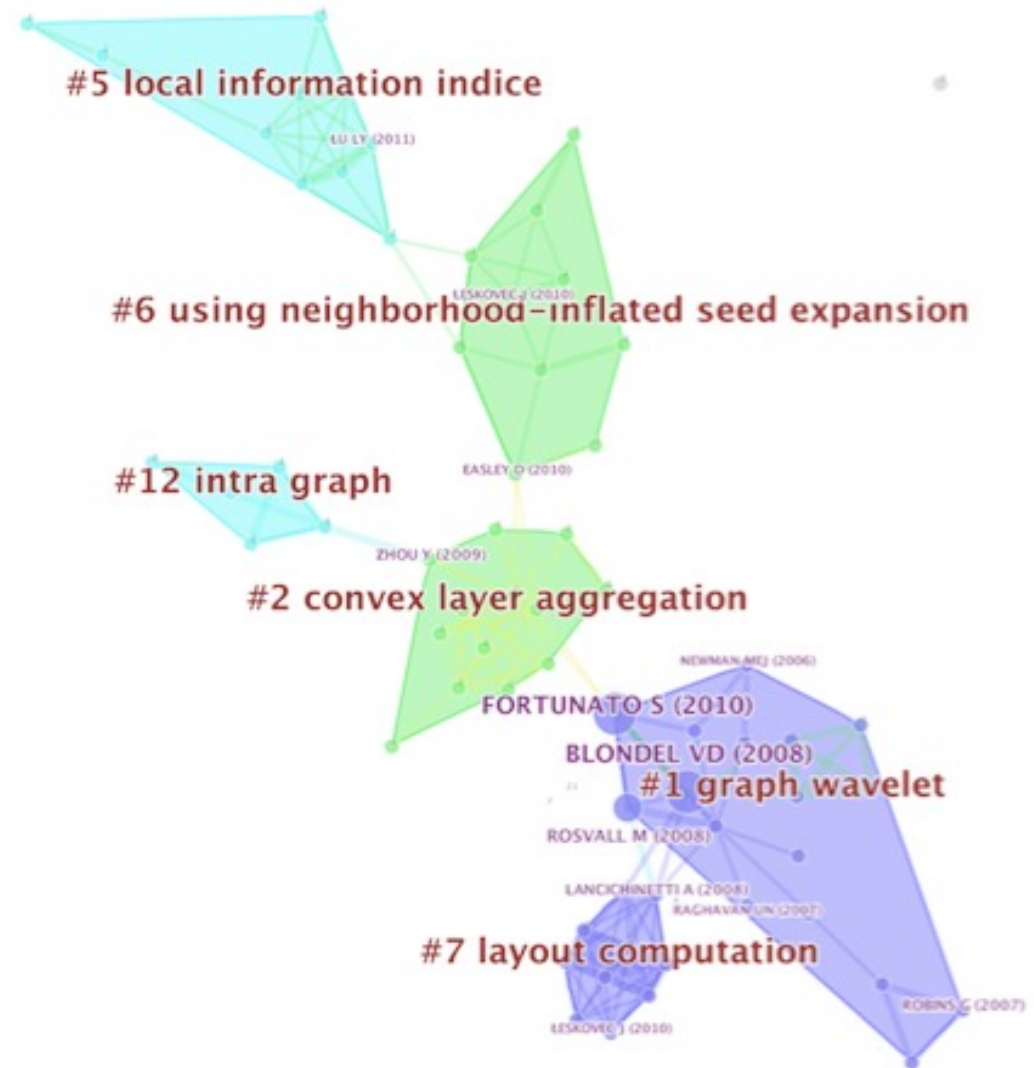 #5 local information indice
LU LY (2011)
LESKOVEC J (2010)
#6 using neighborhood-inflated seed expansion
EASLEY D (2010)
#12 intra graph
ZHOU Y (2009)
#2 convex layer aggregation
NEWMAN MEJ (2006)
FORTUNATO S (2010)
BLONDEL VD (2008)
#1 graph wavelet
ROSVALL M (2008)
LANCICHINETTI A (2008)
RAGHAVAN UN (2007)
#7 layout computation
ROBINS G (2007)
LESKOVEC J (2010)